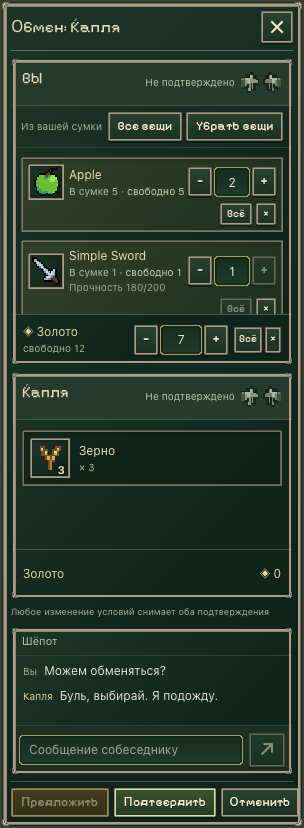 Обмен: Капля
×
ВЫ
Не подтверждено
Из вашей сумки
Все вещи
Убрать вещи
Apple
В сумке 5 · свободно 5
-
2
+
Всё
×
Simple Sword
В сумке 1 · свободно 1
Прочность 180/200
-
1
+
Всё
×
Золото
свободно 12
-
7
+
Всё
×
Капля
Не подтверждено
3
Зерно
× 3
Золото
0
Любое изменение условий снимает оба подтверждения
Шёпот
Вы Можем обменяться?
Капля Буль, выбирай. Я подожду.
Сообщение собеседнику
Предложить
Подтвердить
Отменить